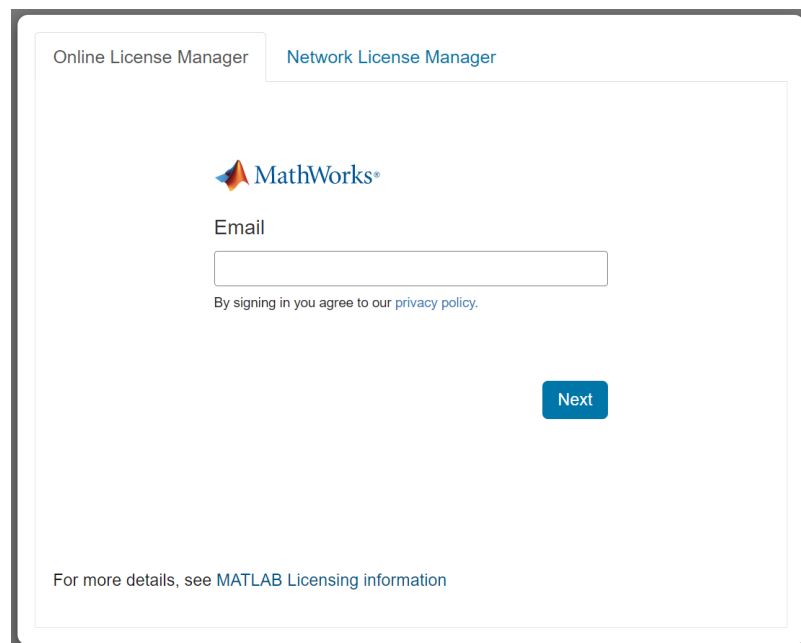 Online License Manager
Network License Manager
MathWorks®
Email
By signing in you agree to our privacy policy.
Next
For more details, see MATLAB Licensing information